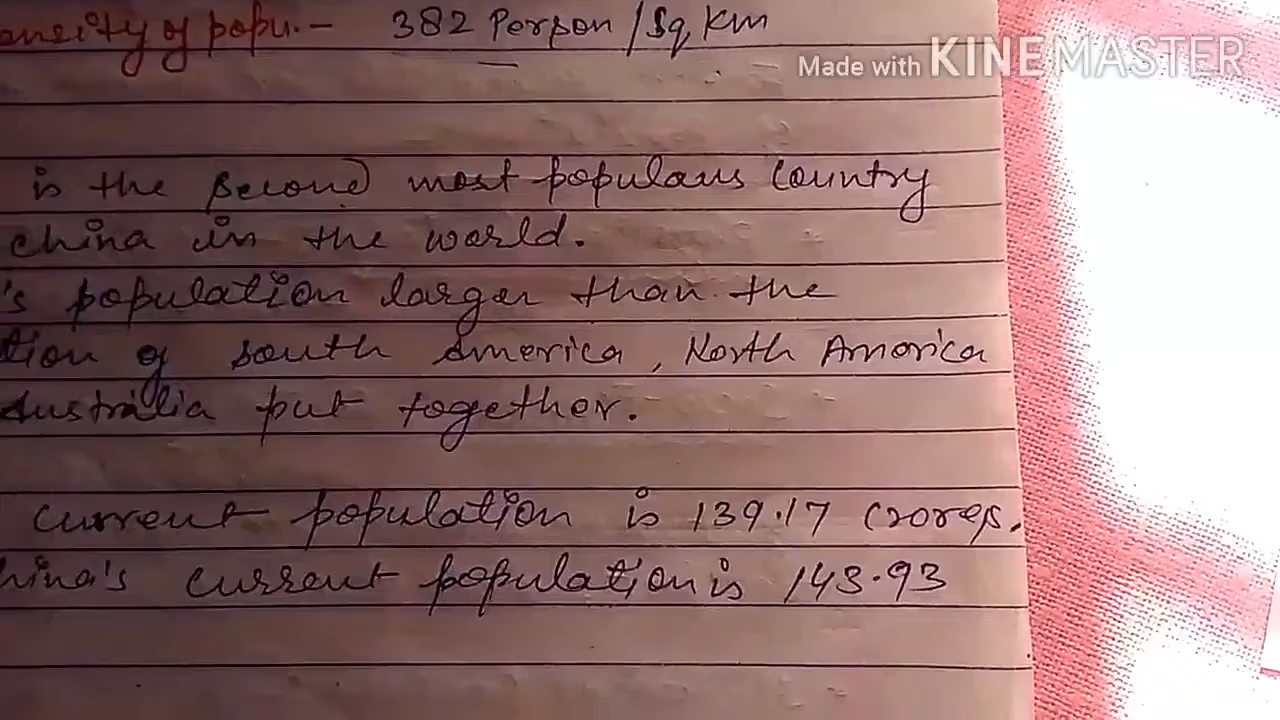 ensity of popu.- 382 Person/Sq km
Made with KINEMASTER
is the second most populaus country
china in the world.
's population larger than the
tion of south America, North America
Australia put together.
current population is 139.17 crores.
hina's current population is 143.93